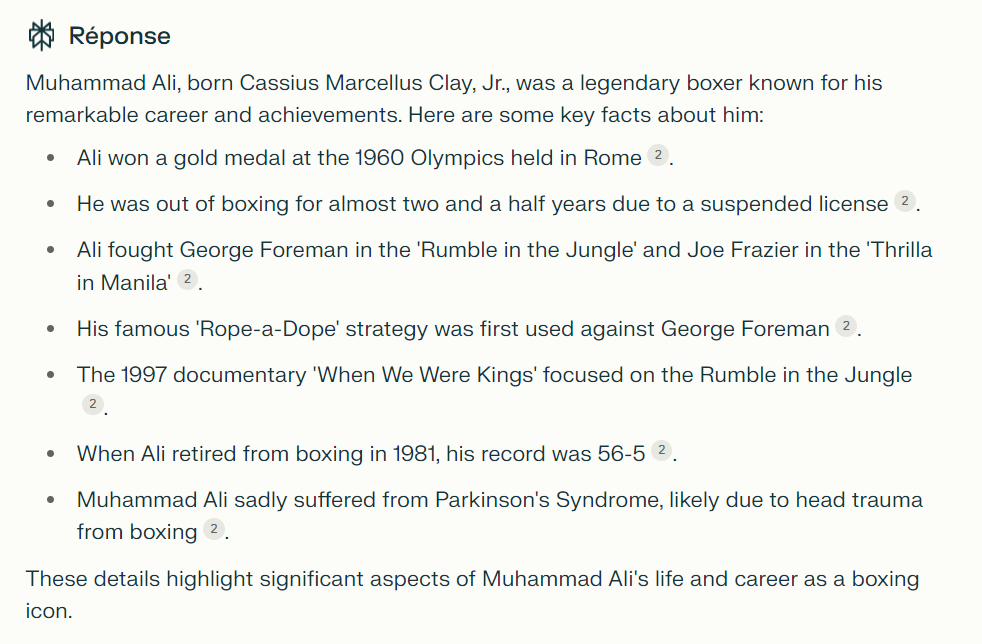 Réponse
Muhammad Ali, born Cassius Marcellus Clay, Jr., was a legendary boxer known for his
remarkable career and achievements. Here are some key facts about him:
• Ali won a gold medal at the 1960 Olympics held in Rome 2.
• He was out of boxing for almost two and a half years due to a suspended license 2.
• Ali fought George Foreman in the 'Rumble in the Jungle' and Joe Frazier in the 'Thrilla
in Manila' 2.
• His famous 'Rope-a-Dope' strategy was first used against George Foreman 2.
• The 1997 documentary 'When We Were Kings' focused on the Rumble in the Jungle
2.
• When Ali retired from boxing in 1981, his record was 56-5 2.
• Muhammad Ali sadly suffered from Parkinson's Syndrome, likely due to head trauma
from boxing 2.
These details highlight significant aspects of Muhammad Ali's life and career as a boxing
icon.